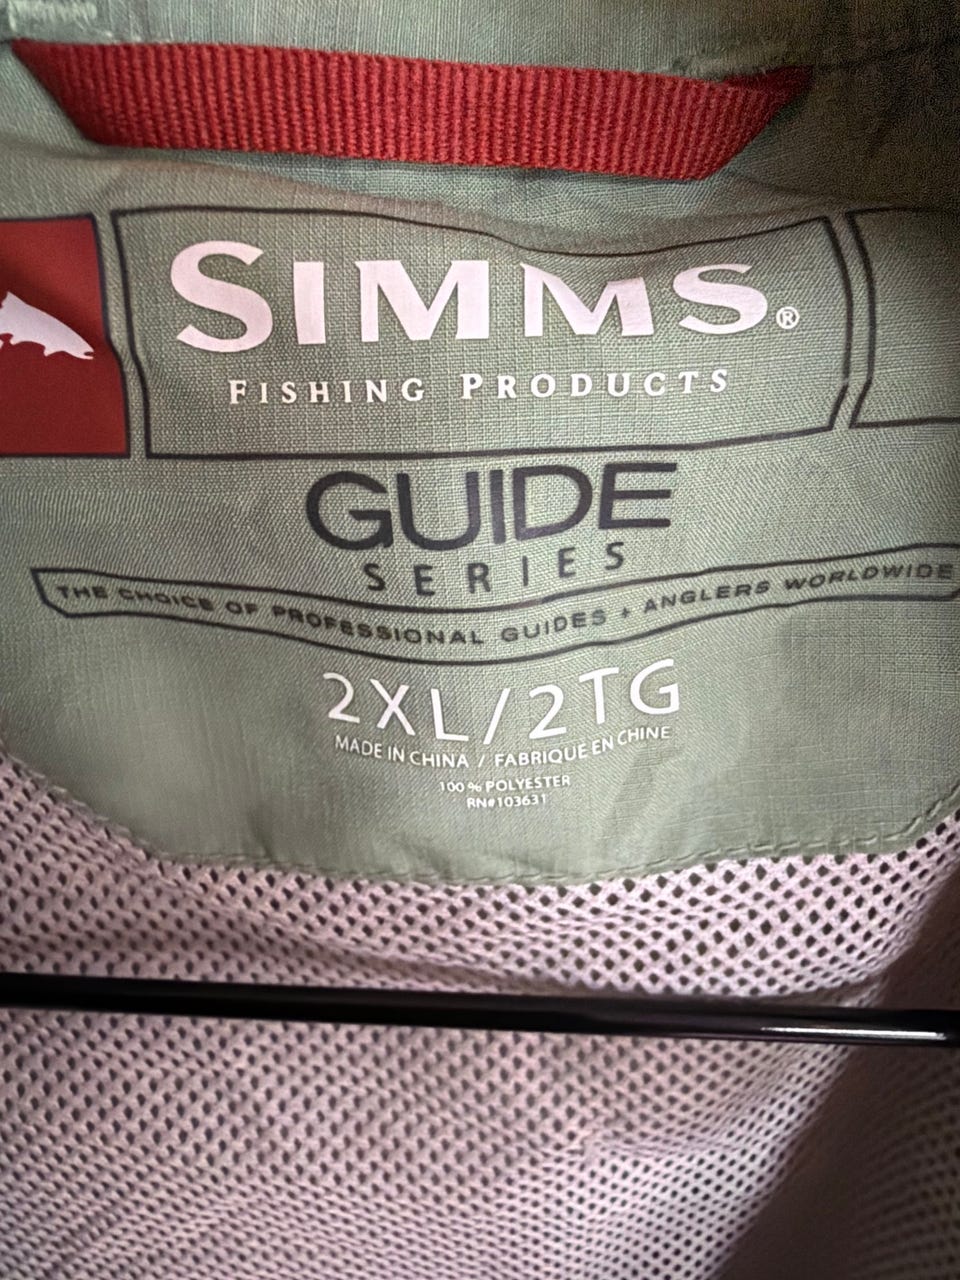 SIMMS®
FISHING PRODUCTS
GUIDE
SERIES
THE CHOICE OF PROFESSIONAL GUIDES + ANGLERS WORLDWIDE
2XL/2TG
MADE IN CHINA / FABRIQUE EN CHINE
100 % POLYESTER
RN#103631